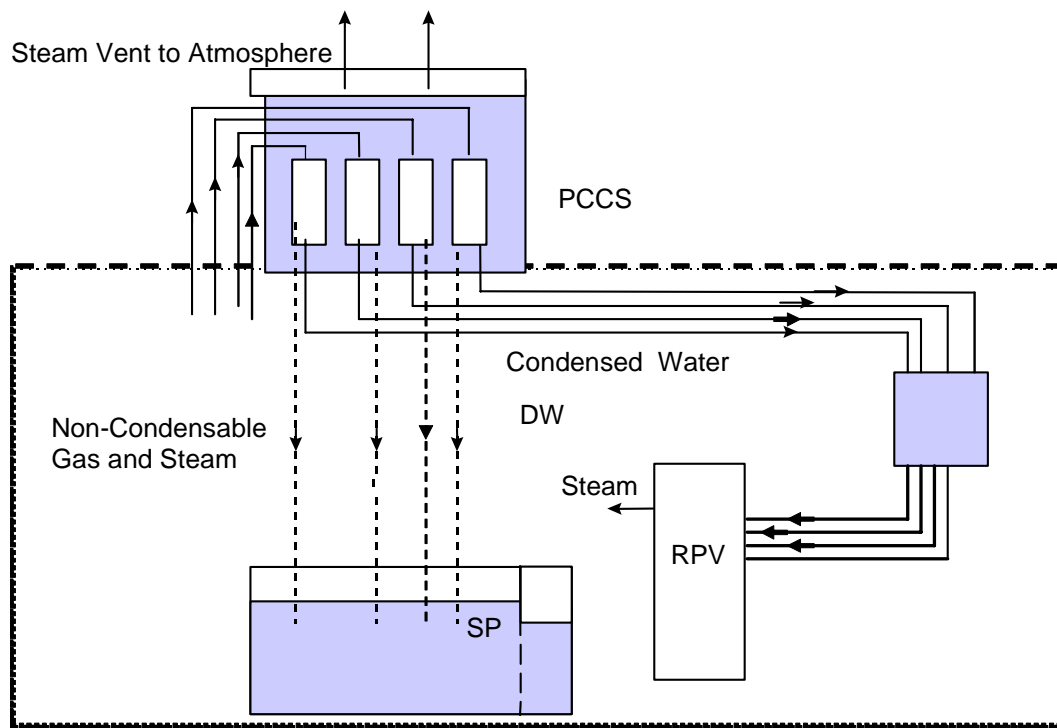 Steam Vent to Atmosphere
PCCS
Condensed Water
DW
Non-Condensable
Gas and Steam
Steam
RPV
SP